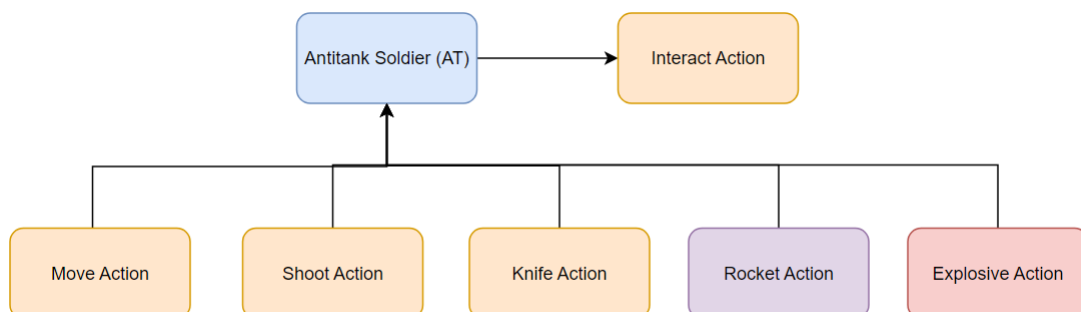 Antitank Soldier (AT)
Interact Action
Move Action
Shoot Action
Knife Action
Rocket Action
Explosive Action